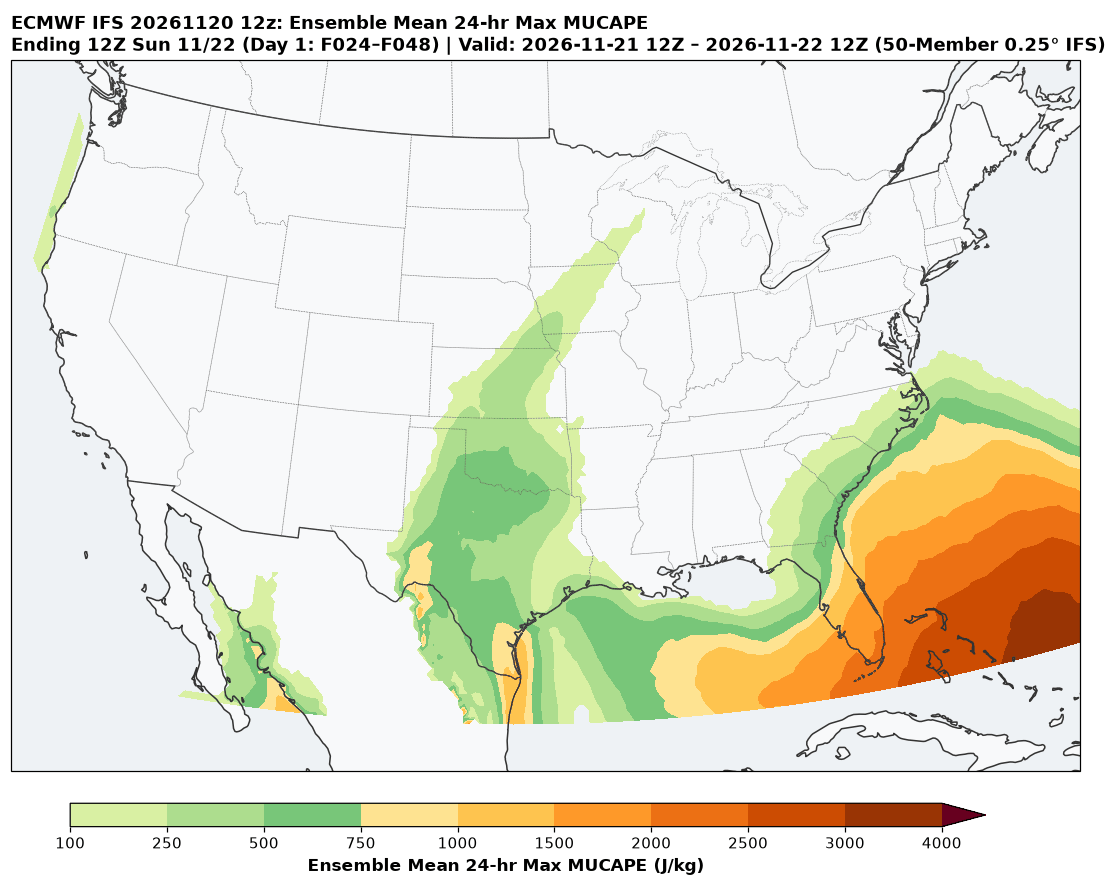 ECMWF IFS 20261120 12z: Ensemble Mean 24-hr Max MUCAPE
Ending 12Z Sun 11/22 (Day 1: F024–F048) | Valid: 2026-11-21 12Z – 2026-11-22 12Z (50-Member 0.25° IFS)
100 250 500 750 1000 1500 2000 2500 3000 4000
Ensemble Mean 24-hr Max MUCAPE (J/kg)